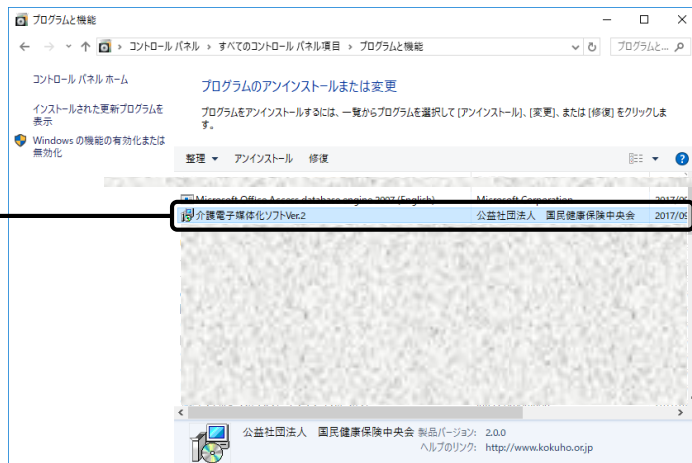 プログラムと機能
コントロール パネル › すべてのコントロール パネル項目 › プログラムと機能
プログラムと...
コントロール パネル ホーム
インストールされた更新プログラムを
表示
Windows の機能の有効化または
無効化
プログラムのアンインストールまたは変更
プログラムをアンインストールするには、一覧からプログラムを選択して [アンインストール]、[変更]、または [修復] をクリックしま
す。
整理 アンインストール 修復
Microsoft Office Access database engine 2007 (English) Microsoft Corporation 2017/09
介護電子媒体化ソフトVer.2 公益社団法人 国民健康保険中央会 2017/09
公益社団法人 国民健康保険中央会 製品バージョン: 2.0.0
ヘルプのリンク: http://www.kokuho.or.jp